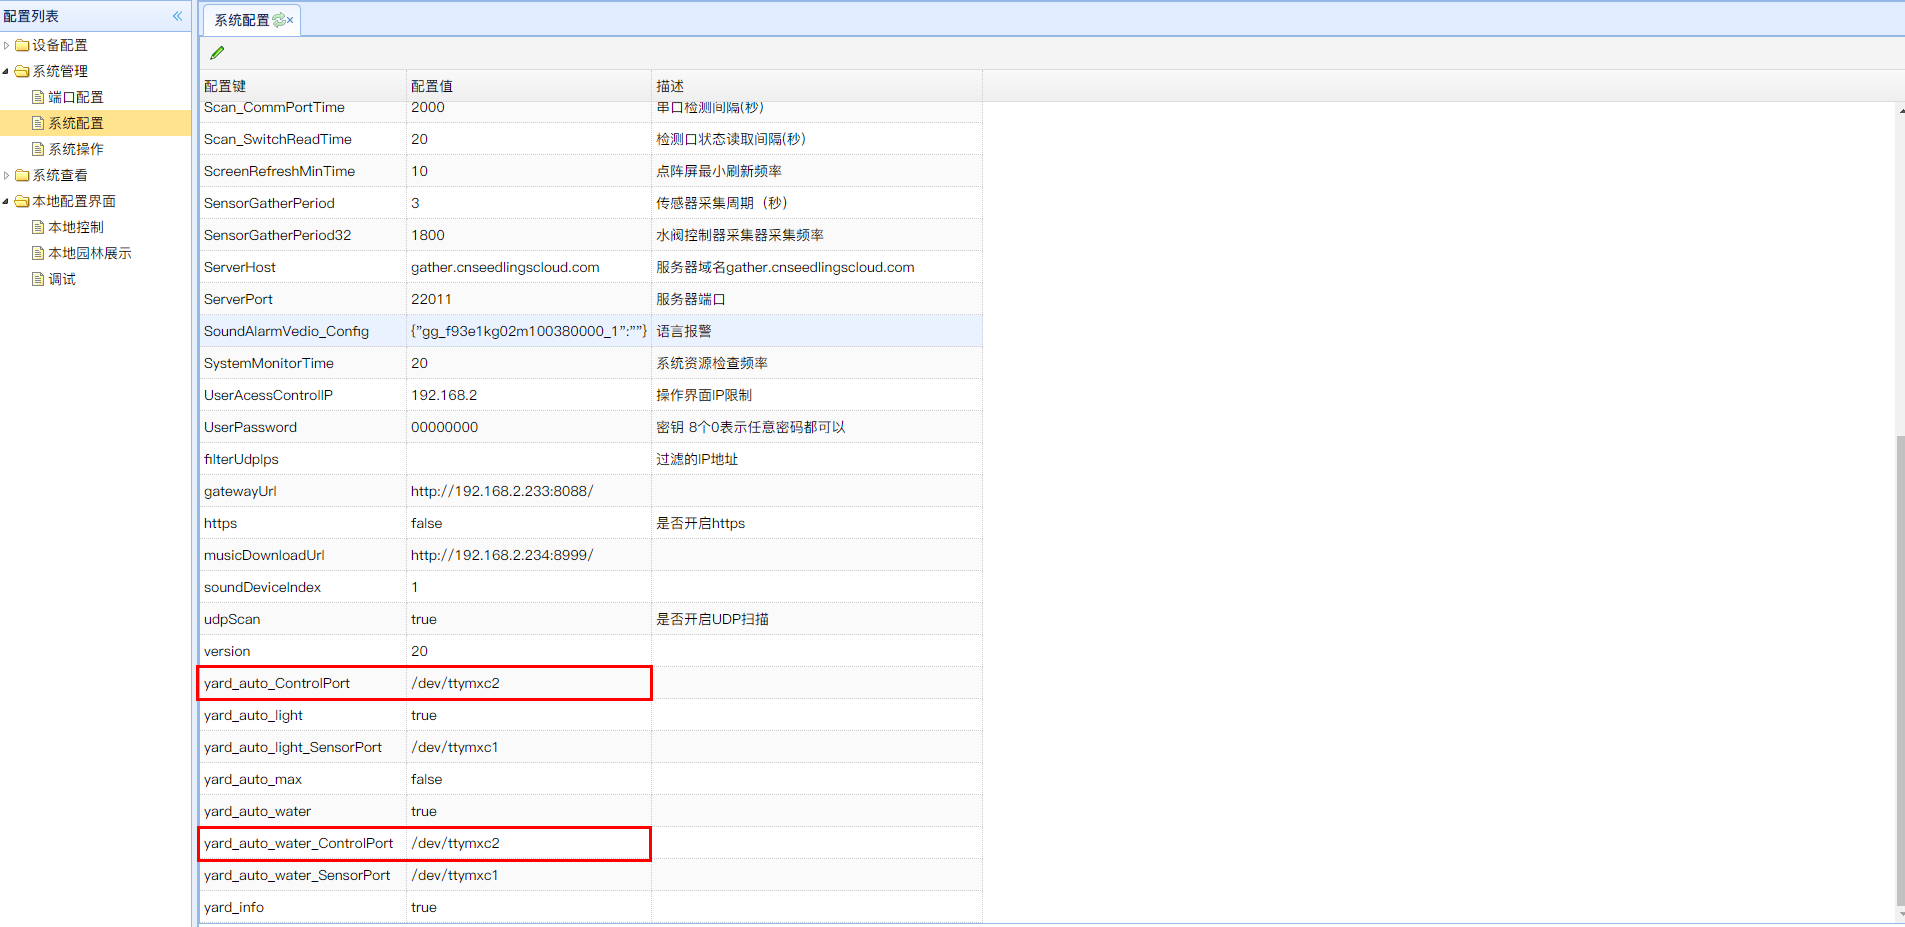 配置列表
设备配置
系统管理
端口配置
系统配置
系统操作
系统查看
本地配置界面
本地控制
本地园林展示
调试
系统配置
配置键 配置值 描述
Scan_CommPortTime 2000 串口检测间隔(秒)
Scan_SwitchReadTime 20 检测口状态读取间隔(秒)
ScreenRefreshMinTime 10 点阵屏最小刷新频率
SensorGatherPeriod 3 传感器采集周期（秒）
SensorGatherPeriod32 1800 水阀控制器采集器采集频率
ServerHost gather.cnseedlingscloud.com 服务器域名gather.cnseedlingscloud.com
ServerPort 22011 服务器端口
SoundAlarmVedio_Config {"gg_f93e1kg02m100380000_1":""} 语言报警
SystemMonitorTime 20 系统资源检查频率
UserAcessControlIP 192.168.2 操作界面IP限制
UserPassword 00000000 密钥 8个0表示任意密码都可以
filterUdpIps 过滤的IP地址
gatewayUrl http://192.168.2.233:8088/
https false 是否开启https
musicDownloadUrl http://192.168.2.234:8999/
soundDeviceIndex 1
udpScan true 是否开启UDP扫描
version 20
yard_auto_ControlPort /dev/ttymxc2
yard_auto_light true
yard_auto_light_SensorPort /dev/ttymxc1
yard_auto_max false
yard_auto_water true
yard_auto_water_ControlPort /dev/ttymxc2
yard_auto_water_SensorPort /dev/ttymxc1
yard_info true